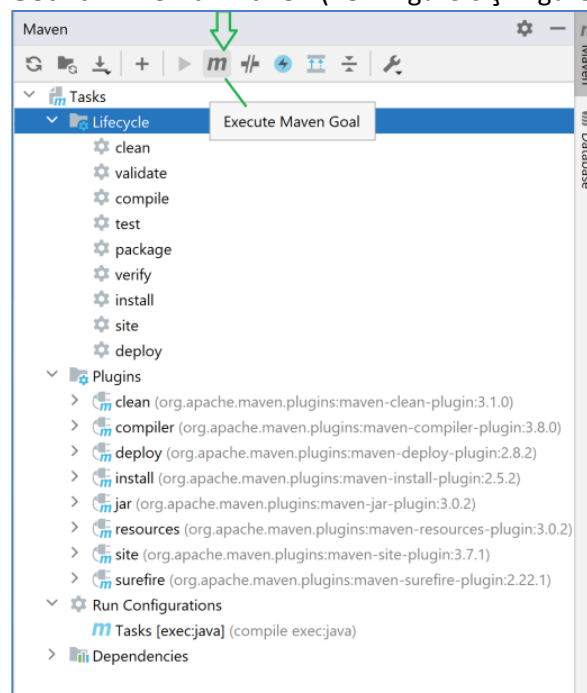 Maven
m
Tasks
Lifecycle
Execute Maven Goal
clean
validate
compile
test
package
verify
install
site
deploy
Plugins
clean (org.apache.maven.plugins:maven-clean-plugin:3.1.0)
compiler (org.apache.maven.plugins:maven-compiler-plugin:3.8.0)
deploy (org.apache.maven.plugins:maven-deploy-plugin:2.8.2)
install (org.apache.maven.plugins:maven-install-plugin:2.5.2)
jar (org.apache.maven.plugins:maven-jar-plugin:3.0.2)
resources (org.apache.maven.plugins:maven-resources-plugin:3.0.2)
site (org.apache.maven.plugins:maven-site-plugin:3.7.1)
surefire (org.apache.maven.plugins:maven-surefire-plugin:2.22.1)
Run Configurations
Tasks [exec:java] (compile exec:java)
Dependencies
Maven
Database